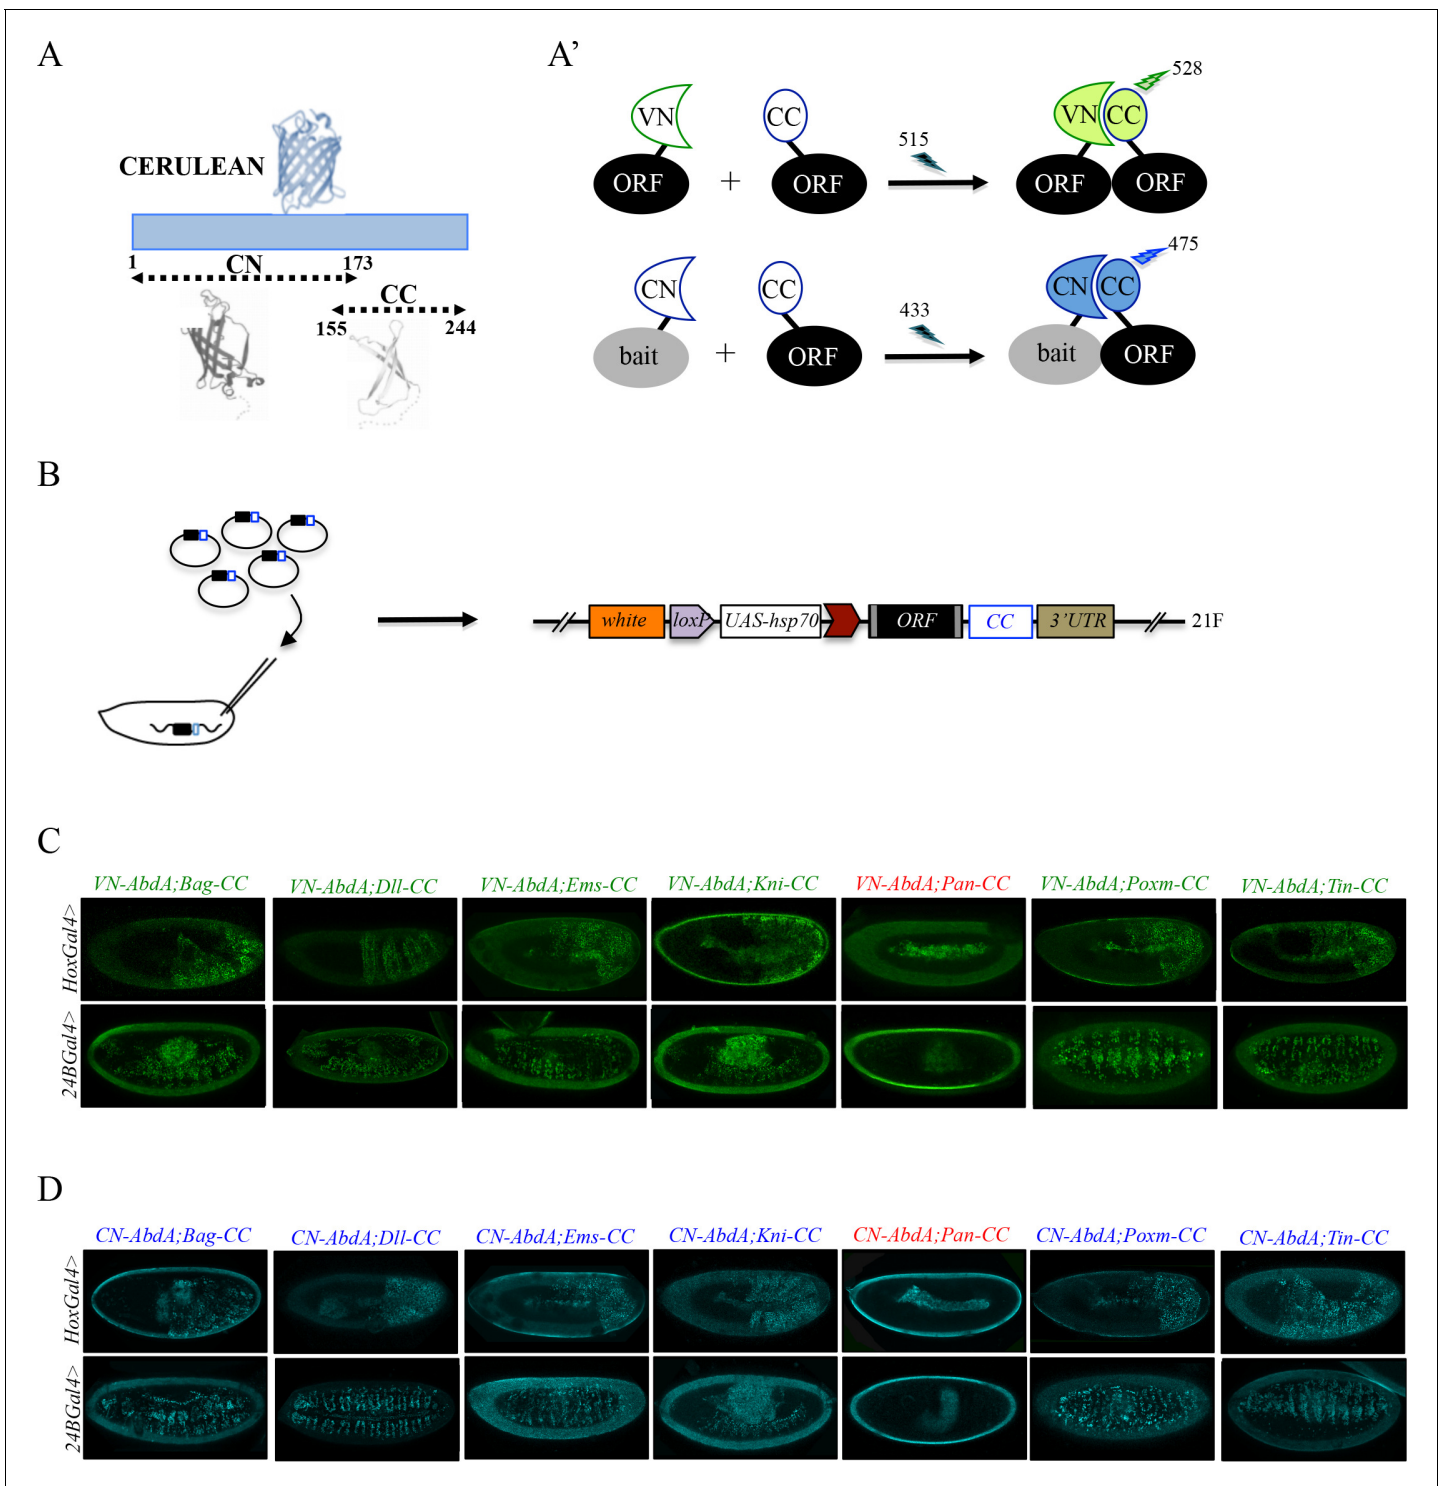 A
A’
CERULEAN
1
CN
173
CC
155
244
VN
CC
515
528
VN CC
ORF
+
ORF
ORF
ORF
CN
CC
433
475
CN CC
bait
+
ORF
bait
ORF
B
white
loxP
UAS-hsp70
ORF
CC
3’UTR
21F
C
VN-AbdA;Bag-CC
VN-AbdA;Dll-CC
VN-AbdA;Ems-CC
VN-AbdA;Kni-CC
VN-AbdA;Pan-CC
VN-AbdA;Poxm-CC
VN-AbdA;Tin-CC
HoxGal4>
24BGal4>
D
CN-AbdA;Bag-CC
CN-AbdA;Dll-CC
CN-AbdA;Ems-CC
CN-AbdA;Kni-CC
CN-AbdA;Pan-CC
CN-AbdA;Poxm-CC
CN-AbdA;Tin-CC
HoxGal4>
24BGal4>